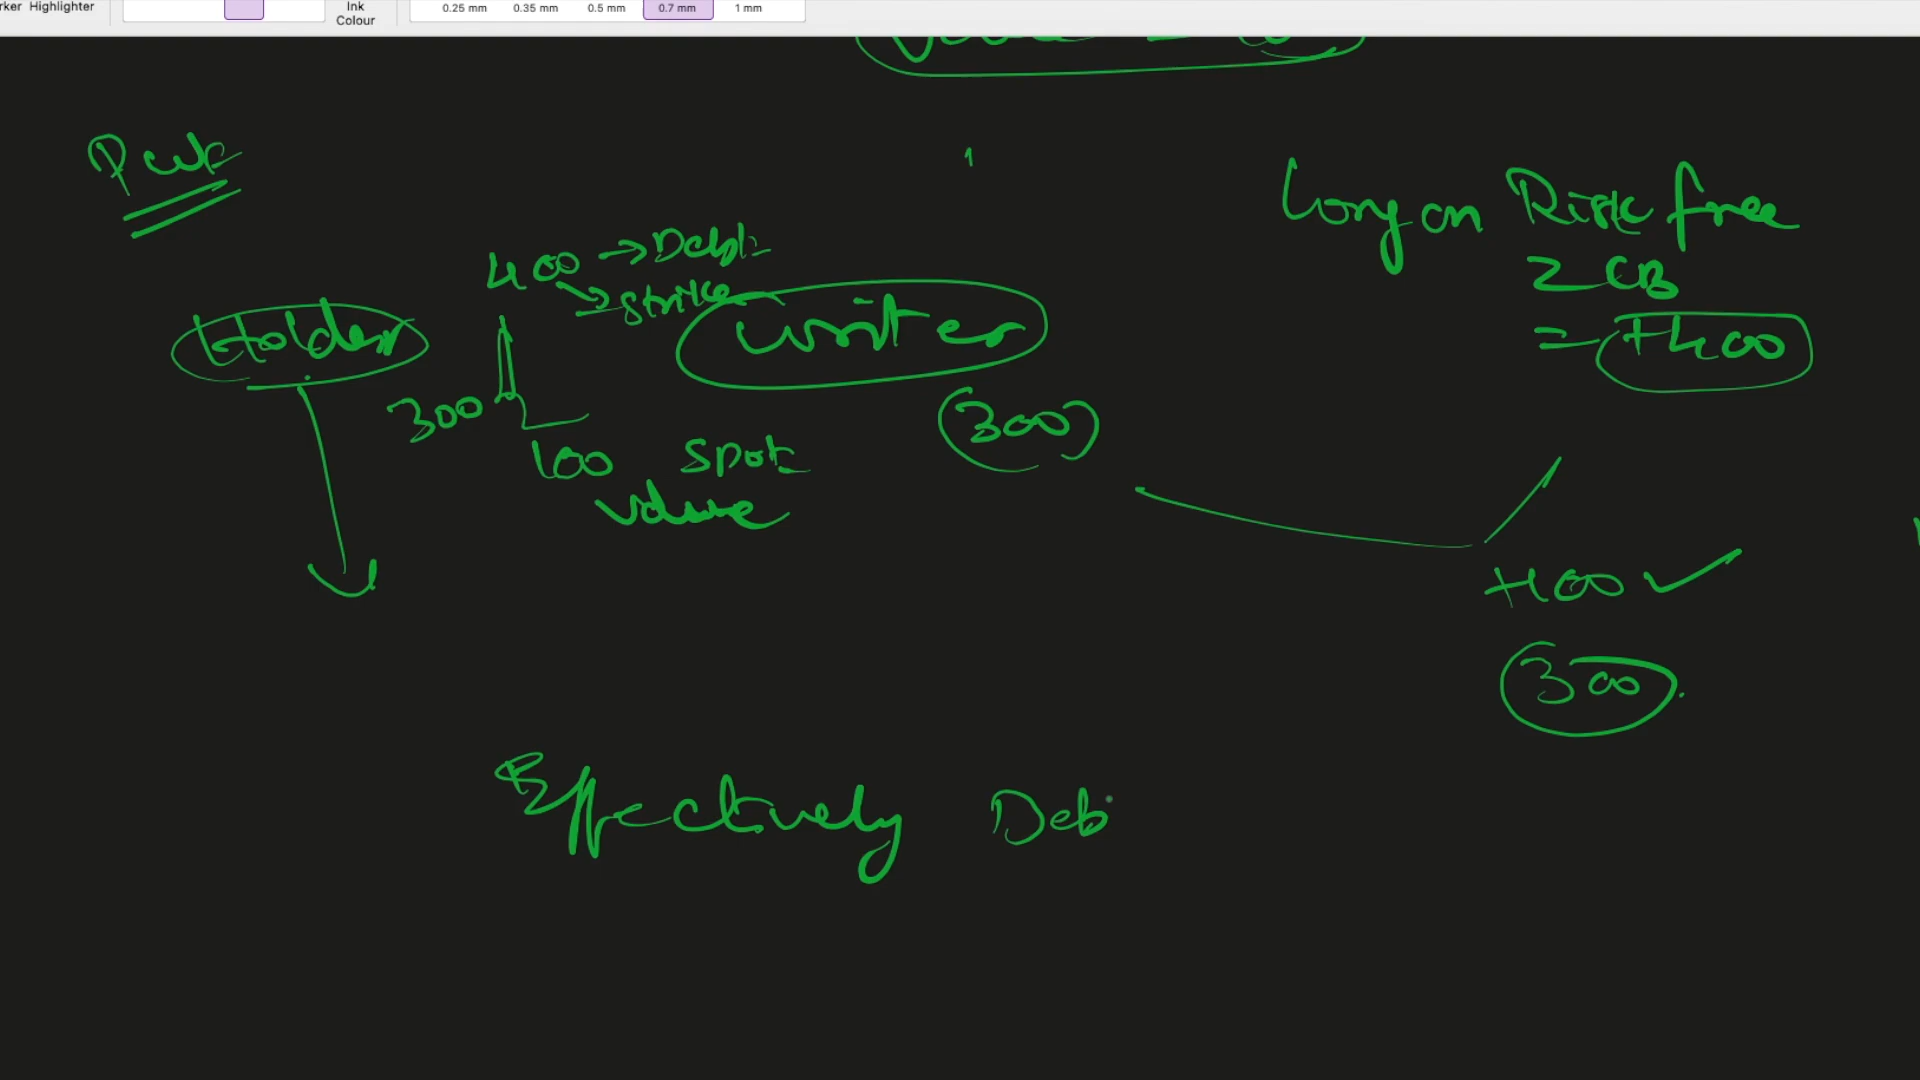 rker Highlighter
Ink
Colour
0.25 mm 0.35 mm 0.5 mm 0.7 mm 1 mm
Put
Long on Risk free
ZCB
= +400
400 → Debt
→ Strike
Holder
Writer
300
(300)
100 Spot
Value
+400 ✓
300
Effectively Deb